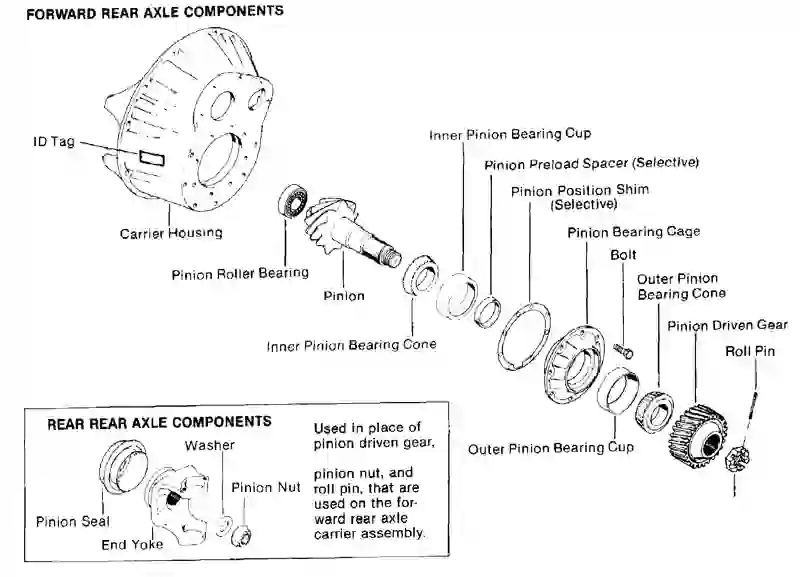 FORWARD REAR AXLE COMPONENTS
ID Tag
Carrier Housing
Pinion Roller Bearing
Pinion
Inner Pinion Bearing Cone
Inner Pinion Bearing Cup
Pinion Preload Spacer (Selective)
Pinion Position Shim
(Selective)
Pinion Bearing Cage
Bolt
Outer Pinion
Bearing Cone
Pinion Driven Gear
Roll Pin
Outer Pinion Bearing Cup
REAR REAR AXLE COMPONENTS
Washer
Pinion Nut
Pinion Seal
End Yoke
Used in place of
pinion driven gear,
pinion nut, and
roll pin, that are
used on the for-
ward rear axle
carrier assembly.